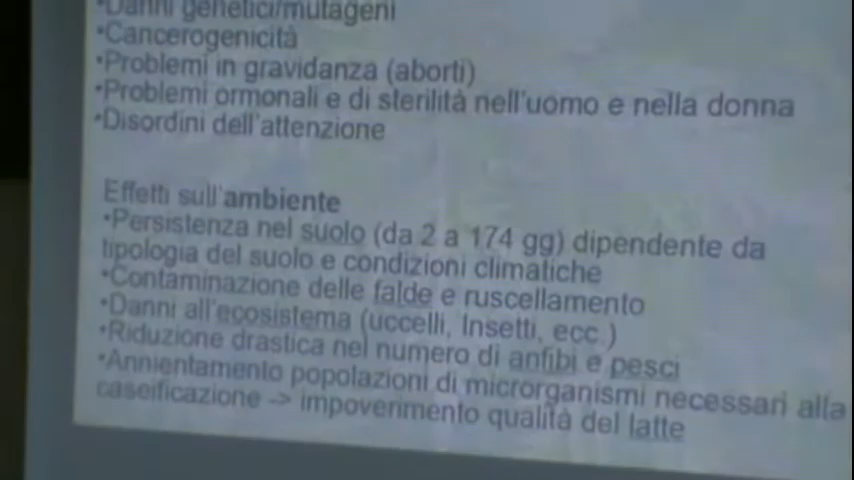 •Danni genetici/mutageni
•Cancerogenicità
•Problemi in gravidanza (aborti)
•Problemi ormonali e di sterilità nell'uomo e nella donna
•Disordini dell'attenzione
Effetti sull'ambiente
•Persistenza nel suolo (da 2 a 174 gg) dipendente da
tipologia del suolo e condizioni climatiche
•Contaminazione delle falde e ruscellamento
•Danni all'ecosistema (uccelli, Insetti, ecc.)
•Riduzione drastica nel numero di anfibi e pesci
•Annientamento popolazioni di microrganismi necessari alla
caseificazione -> impoverimento qualità del latte